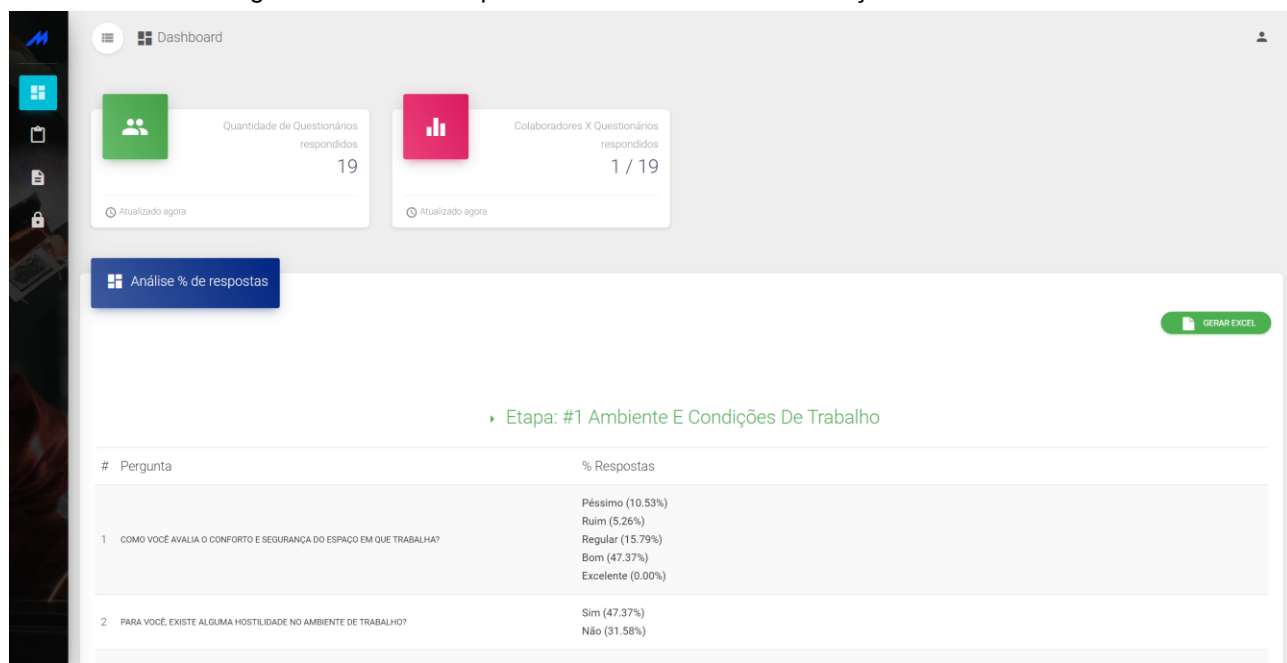 Dashboard
Quantidade de Questionários
respondidos
19
Atualizado agora
Colaboradores X Questionários
respondidos
1 / 19
Atualizado agora
Análise % de respostas
GERAR EXCEL
Etapa: #1 Ambiente E Condições De Trabalho
# Pergunta % Respostas
1 COMO VOCÊ AVALIA O CONFORTO E SEGURANÇA DO ESPAÇO EM QUE TRABALHA?
Péssimo (10.53%)
Ruim (5.26%)
Regular (15.79%)
Bom (47.37%)
Excelente (0.00%)
2 PARA VOCÊ, EXISTE ALGUMA HOSTILIDADE NO AMBIENTE DE TRABALHO?
Sim (47.37%)
Não (31.58%)